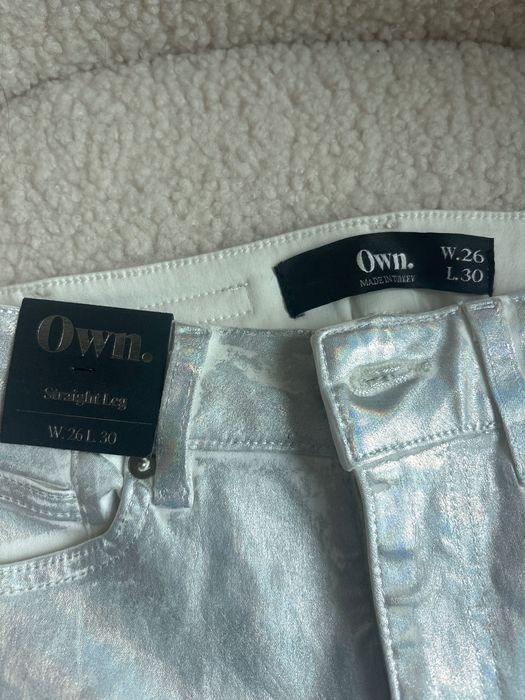 Own.
MADE IN TURKEY
W.26
L.30
Own.
Straight Leg
W. 26 L. 30